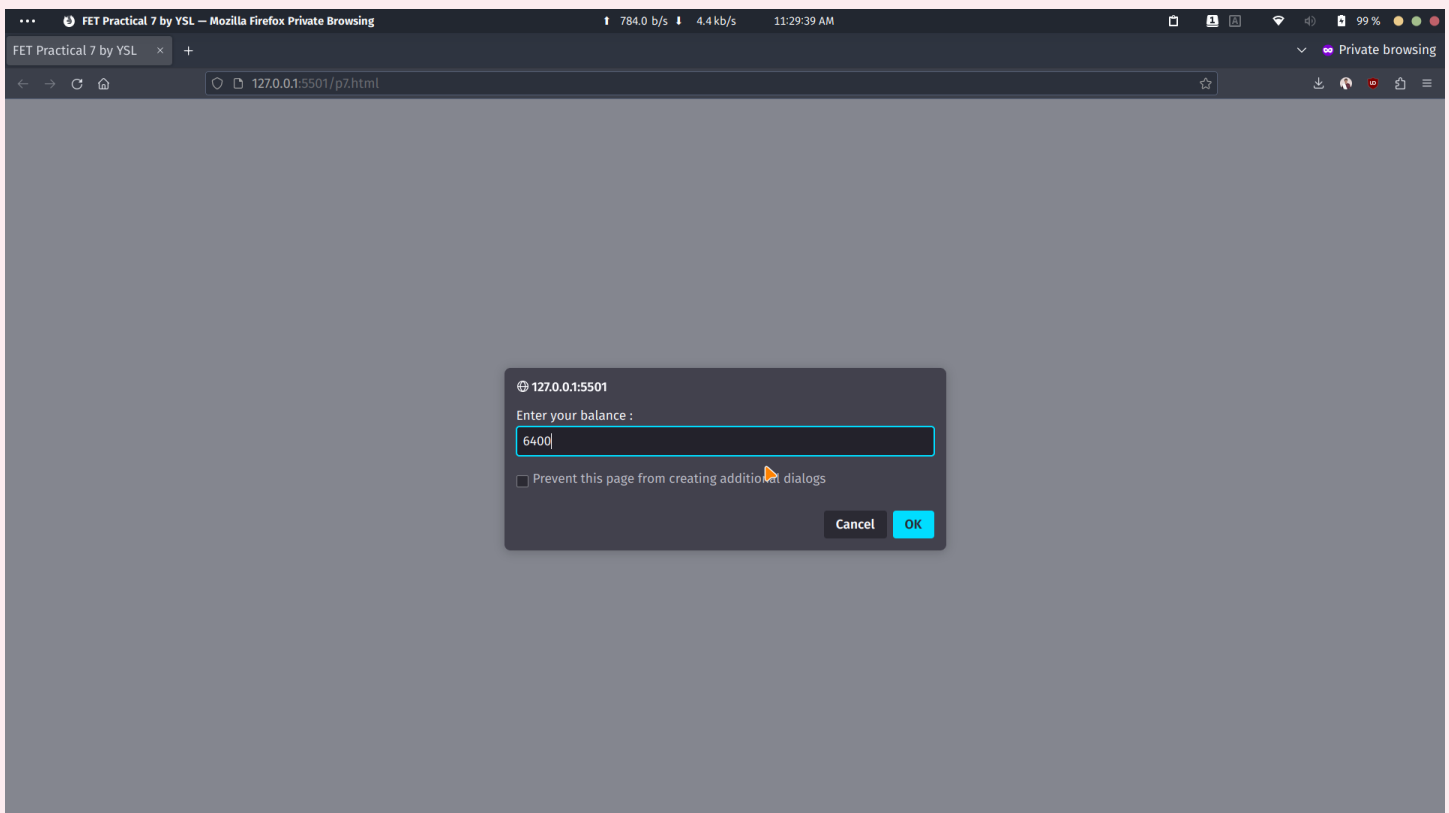 FET Practical 7 by YSL — Mozilla Firefox Private Browsing 784.0 b/s 4.4 kb/s 11:29:39 AM 1 A 99 %
FET Practical 7 by YSL × + Private browsing
127.0.0.1:5501/p7.html
127.0.0.1:5501
Enter your balance :
6400
Prevent this page from creating additional dialogs
Cancel OK